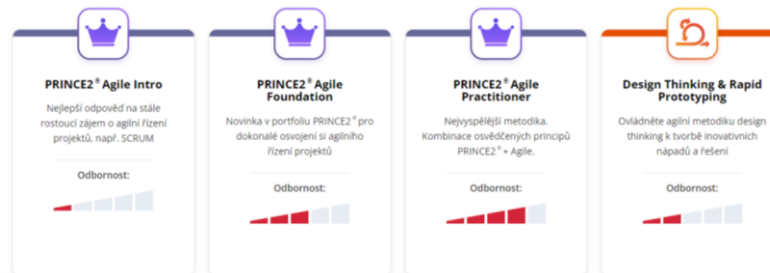 PRINCE2® Agile Intro
Nejlepší odpověď na stále
rostoucí zájem o agilní řízení
projektů, např. SCRUM
Odbornost:
PRINCE2® Agile
Foundation
Novinka v portfoliu PRINCE2® pro
dokonalé osvojení si agilního
řízení projektů
Odbornost:
PRINCE2® Agile
Practitioner
Nejvyspělejší metodika.
Kombinace osvědčených principů
PRINCE2® + Agile.
Odbornost:
Design Thinking & Rapid
Prototyping
Ovládněte agilní metodiku design
thinking k tvorbě inovativních
nápadů a řešení
Odbornost: